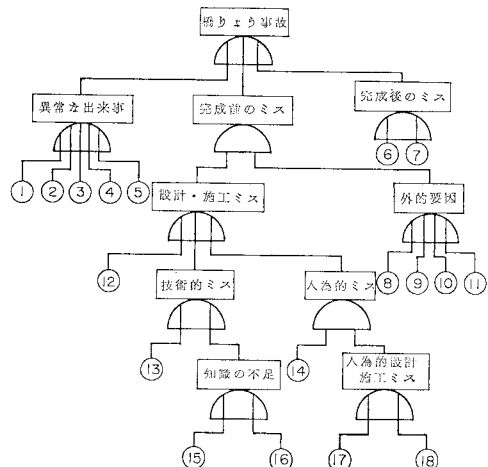 橋りょう事故
異常な出来事
完成前のミス
完成後のミス
⑥ ⑦
① ② ③ ④ ⑤
設計・施工ミス
外的要因
⑫
⑧ ⑨ ⑩ ⑪
技術的ミス
人為的ミス
⑬
⑭
知識の不足
人為的設計
施工ミス
⑮ ⑯
⑰ ⑱